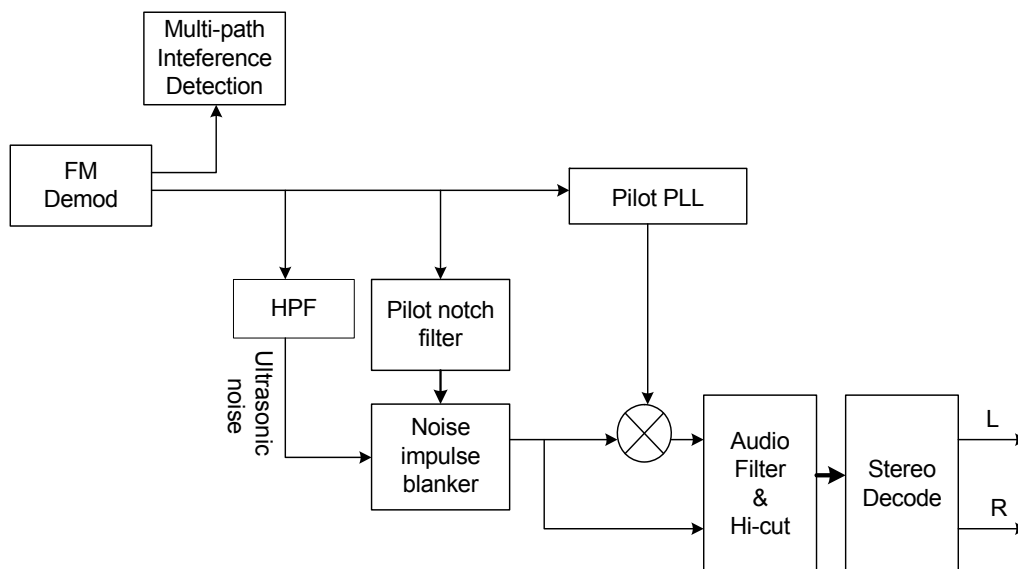 Multi-path
Inteference
Detection
FM
Demod
Pilot PLL
HPF
Pilot notch
filter
Ultrasonic
noise
Noise
impulse
blanker
Audio
Filter
&
Hi-cut
Stereo
Decode
L
R